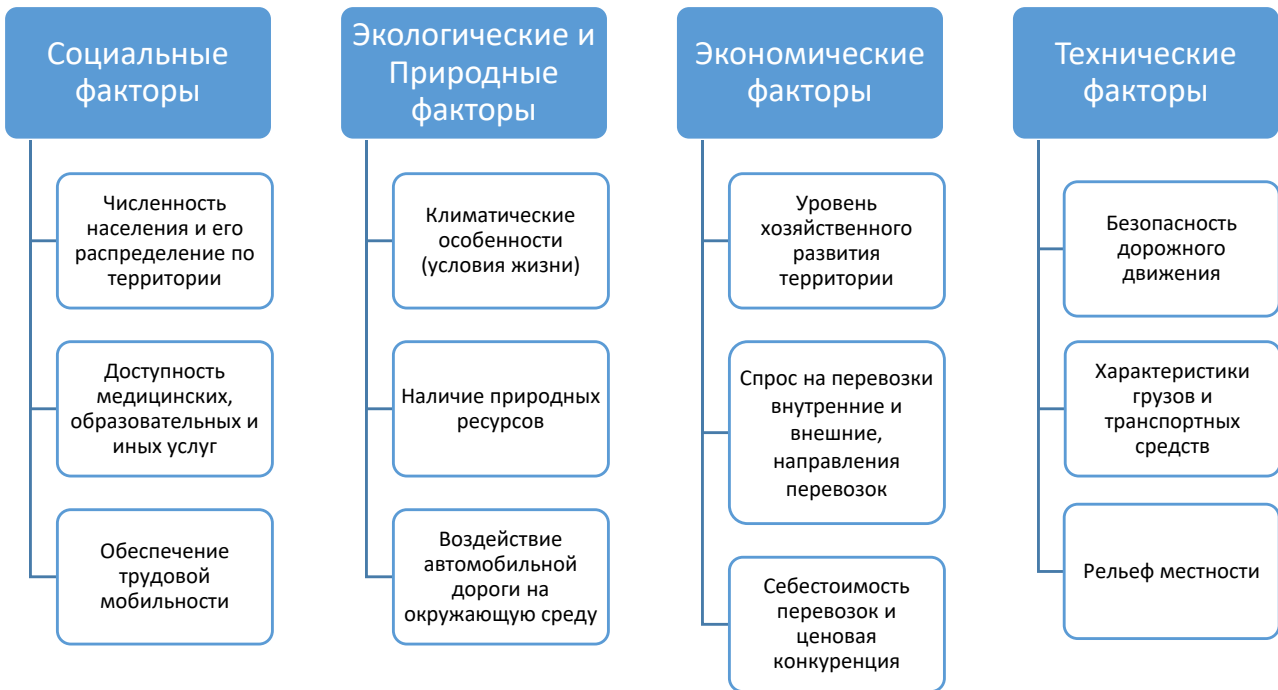 Социальные
факторы
Численность
населения и его
распределение по
территории
Доступность
медицинских,
образовательных и
иных услуг
Обеспечение
трудовой
мобильности
Экологические и
Природные
факторы
Климатические
особенности
(условия жизни)
Наличие природных
ресурсов
Воздействие
автомобильной
дороги на
окружающую среду
Экономические
факторы
Уровень
хозяйственного
развития
территории
Спрос на перевозки
внутренние и
внешние,
направления
перевозок
Себестоимость
перевозок и
ценовая
конкуренция
Технические
факторы
Безопасность
дорожного
движения
Характеристики
грузов и
транспортных
средств
Рельеф местности